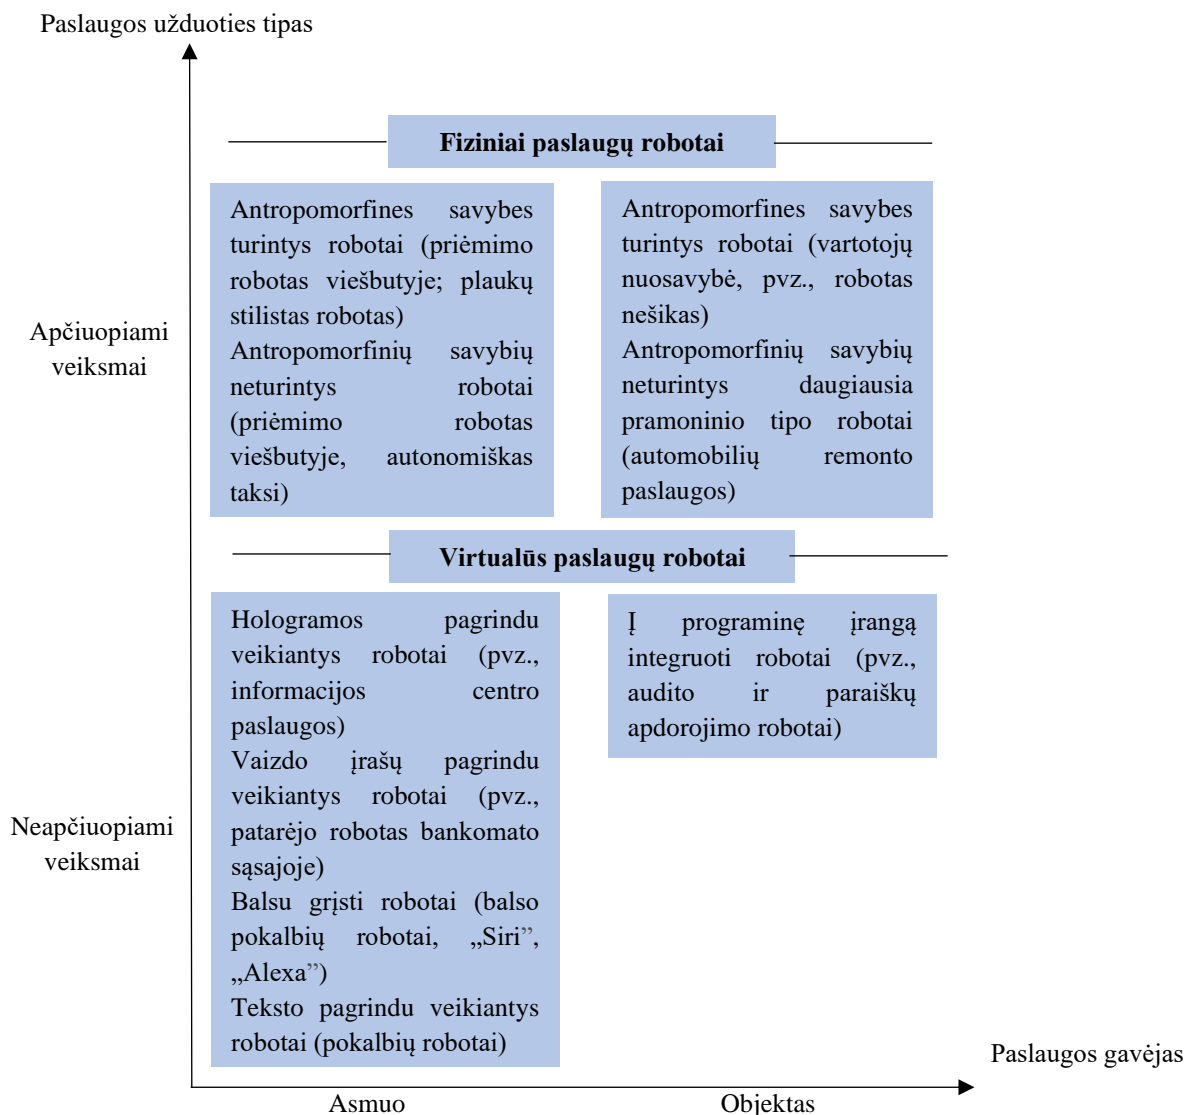 Paslaugos užduoties tipas
Fiziniai paslaugų robotai
Antropomorfines savybes
turintys robotai (priėmimo
robotas viešbutyje; plaukų
stilistas robotas)
Antropomorfinių savybių
neturintys robotai
(priėmimo robotas
viešbutyje, autonomiškas
taksi)
Antropomorfines savybes
turintys robotai (vartotojų
nuosavybė, pvz., robotas
nešikas)
Antropomorfinių savybių
neturintys daugiausia
pramoninio tipo robotai
(automobilių remonto
paslaugos)
Apčiuopiami
veiksmai
Virtualūs paslaugų robotai
Hologramos pagrindu
veikiantys robotai (pvz.,
informacijos centro
paslaugos)
Vaizdo įrašų pagrindu
veikiantys robotai (pvz.,
patarėjo robotas bankomato
sąsajoje)
Balsu grįsti robotai (balso
pokalbių robotai, „Siri”,
„Alexa”)
Teksto pagrindu veikiantys
robotai (pokalbių robotai)
Į programinę įrangą
integruoti robotai (pvz.,
audito ir paraiškų
apdorojimo robotai)
Neapčiuopiami
veiksmai
Paslaugos gavėjas
Asmuo
Objektas